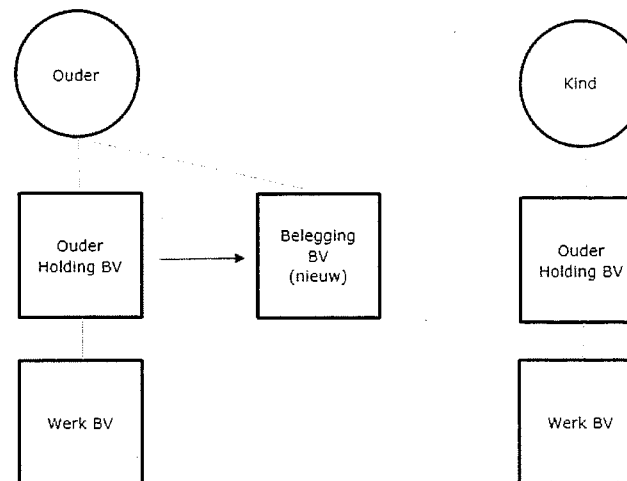 Ouder
Kind
Ouder
Holding BV
Belegging
BV
(nieuw)
Ouder
Holding BV
Werk BV
Werk BV